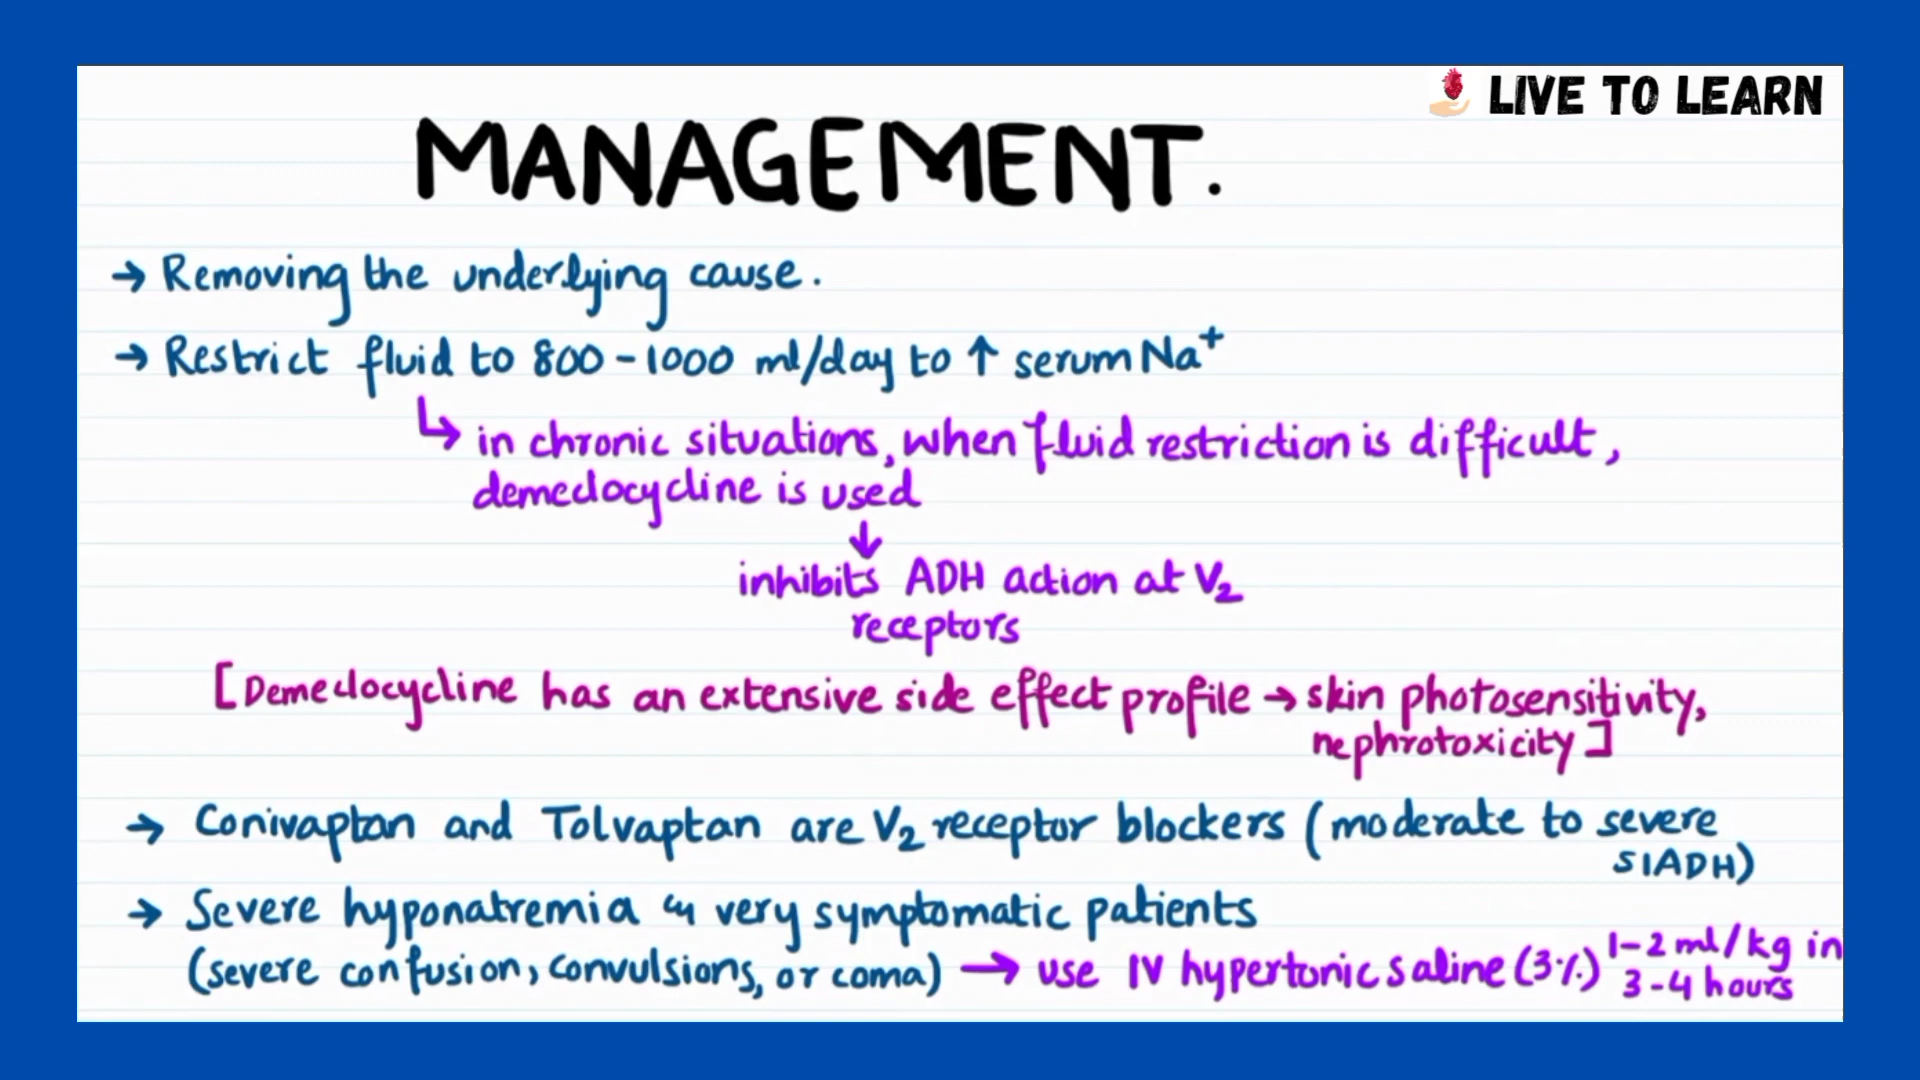 LIVE TO LEARN
MANAGEMENT.
→ Removing the underlying cause.
→ Restrict fluid to 800-1000 ml/day to ↑ serum Na⁺
↳ in chronic situations, when fluid restriction is difficult,
demeclocycline is used
↓
inhibits ADH action at V₂
receptors
[Demeclocycline has an extensive side effect profile → skin photosensitivity,
nephrotoxicity]
→ Conivaptan and Tolvaptan are V₂ receptor blockers (moderate to severe
SIADH)
→ Severe hyponatremia very symptomatic patients
(severe confusion, convulsions, or coma) → use IV hypertonic saline (3%) 1-2 ml/kg in
3-4 hours